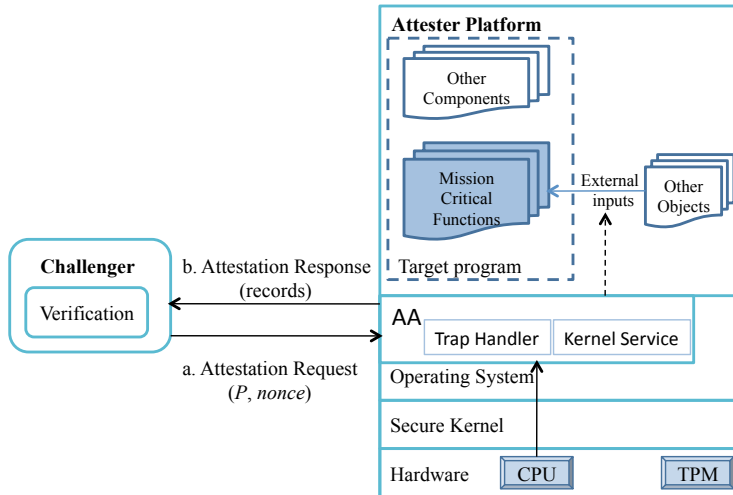 Attester Platform
Other
Components
Mission
Critical
Functions
External
inputs
Other
Objects
Target program
Challenger
Verification
b. Attestation Response
(records)
AA
Trap Handler
Kernel Service
a. Attestation Request
(P, nonce)
Operating System
Secure Kernel
Hardware
CPU
TPM